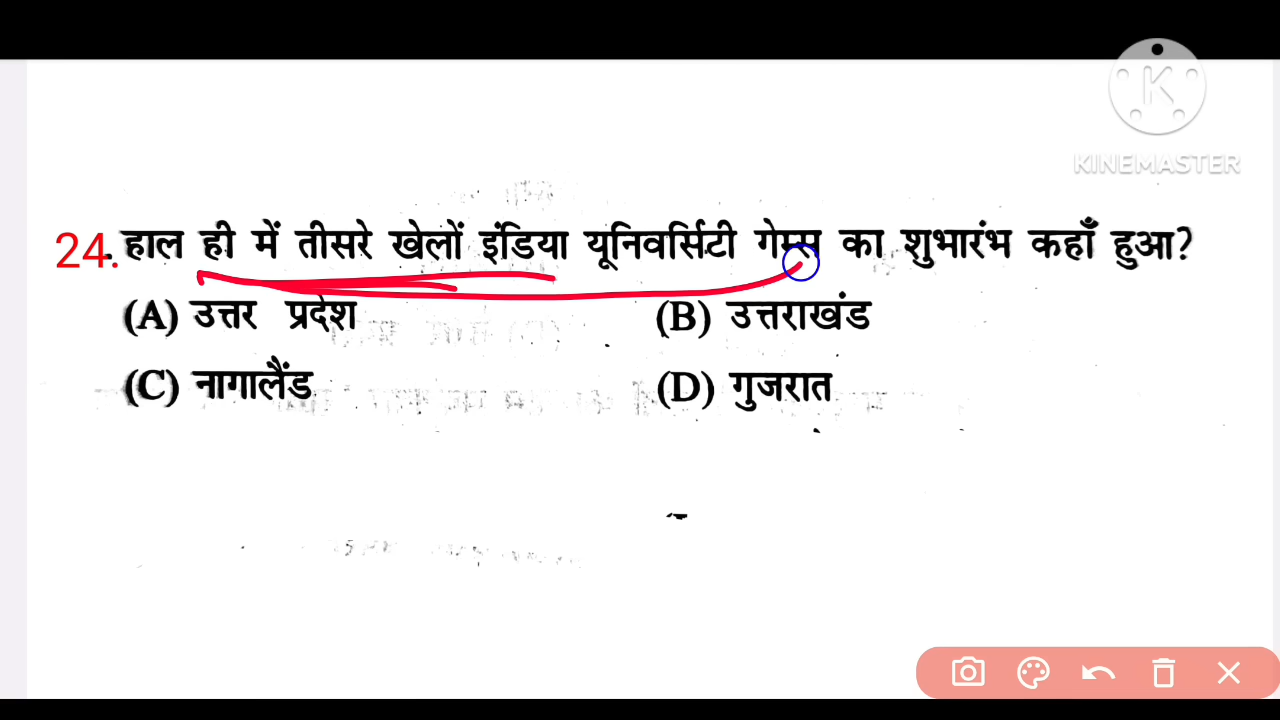 KINEMASTER
24. हाल ही में तीसरे खेलों इंडिया यूनिवर्सिटी गेम्स का शुभारंभ कहाँ हुआ?
(A) उत्तर प्रदेश (B) उत्तराखंड
(C) नागालैंड (D) गुजरात